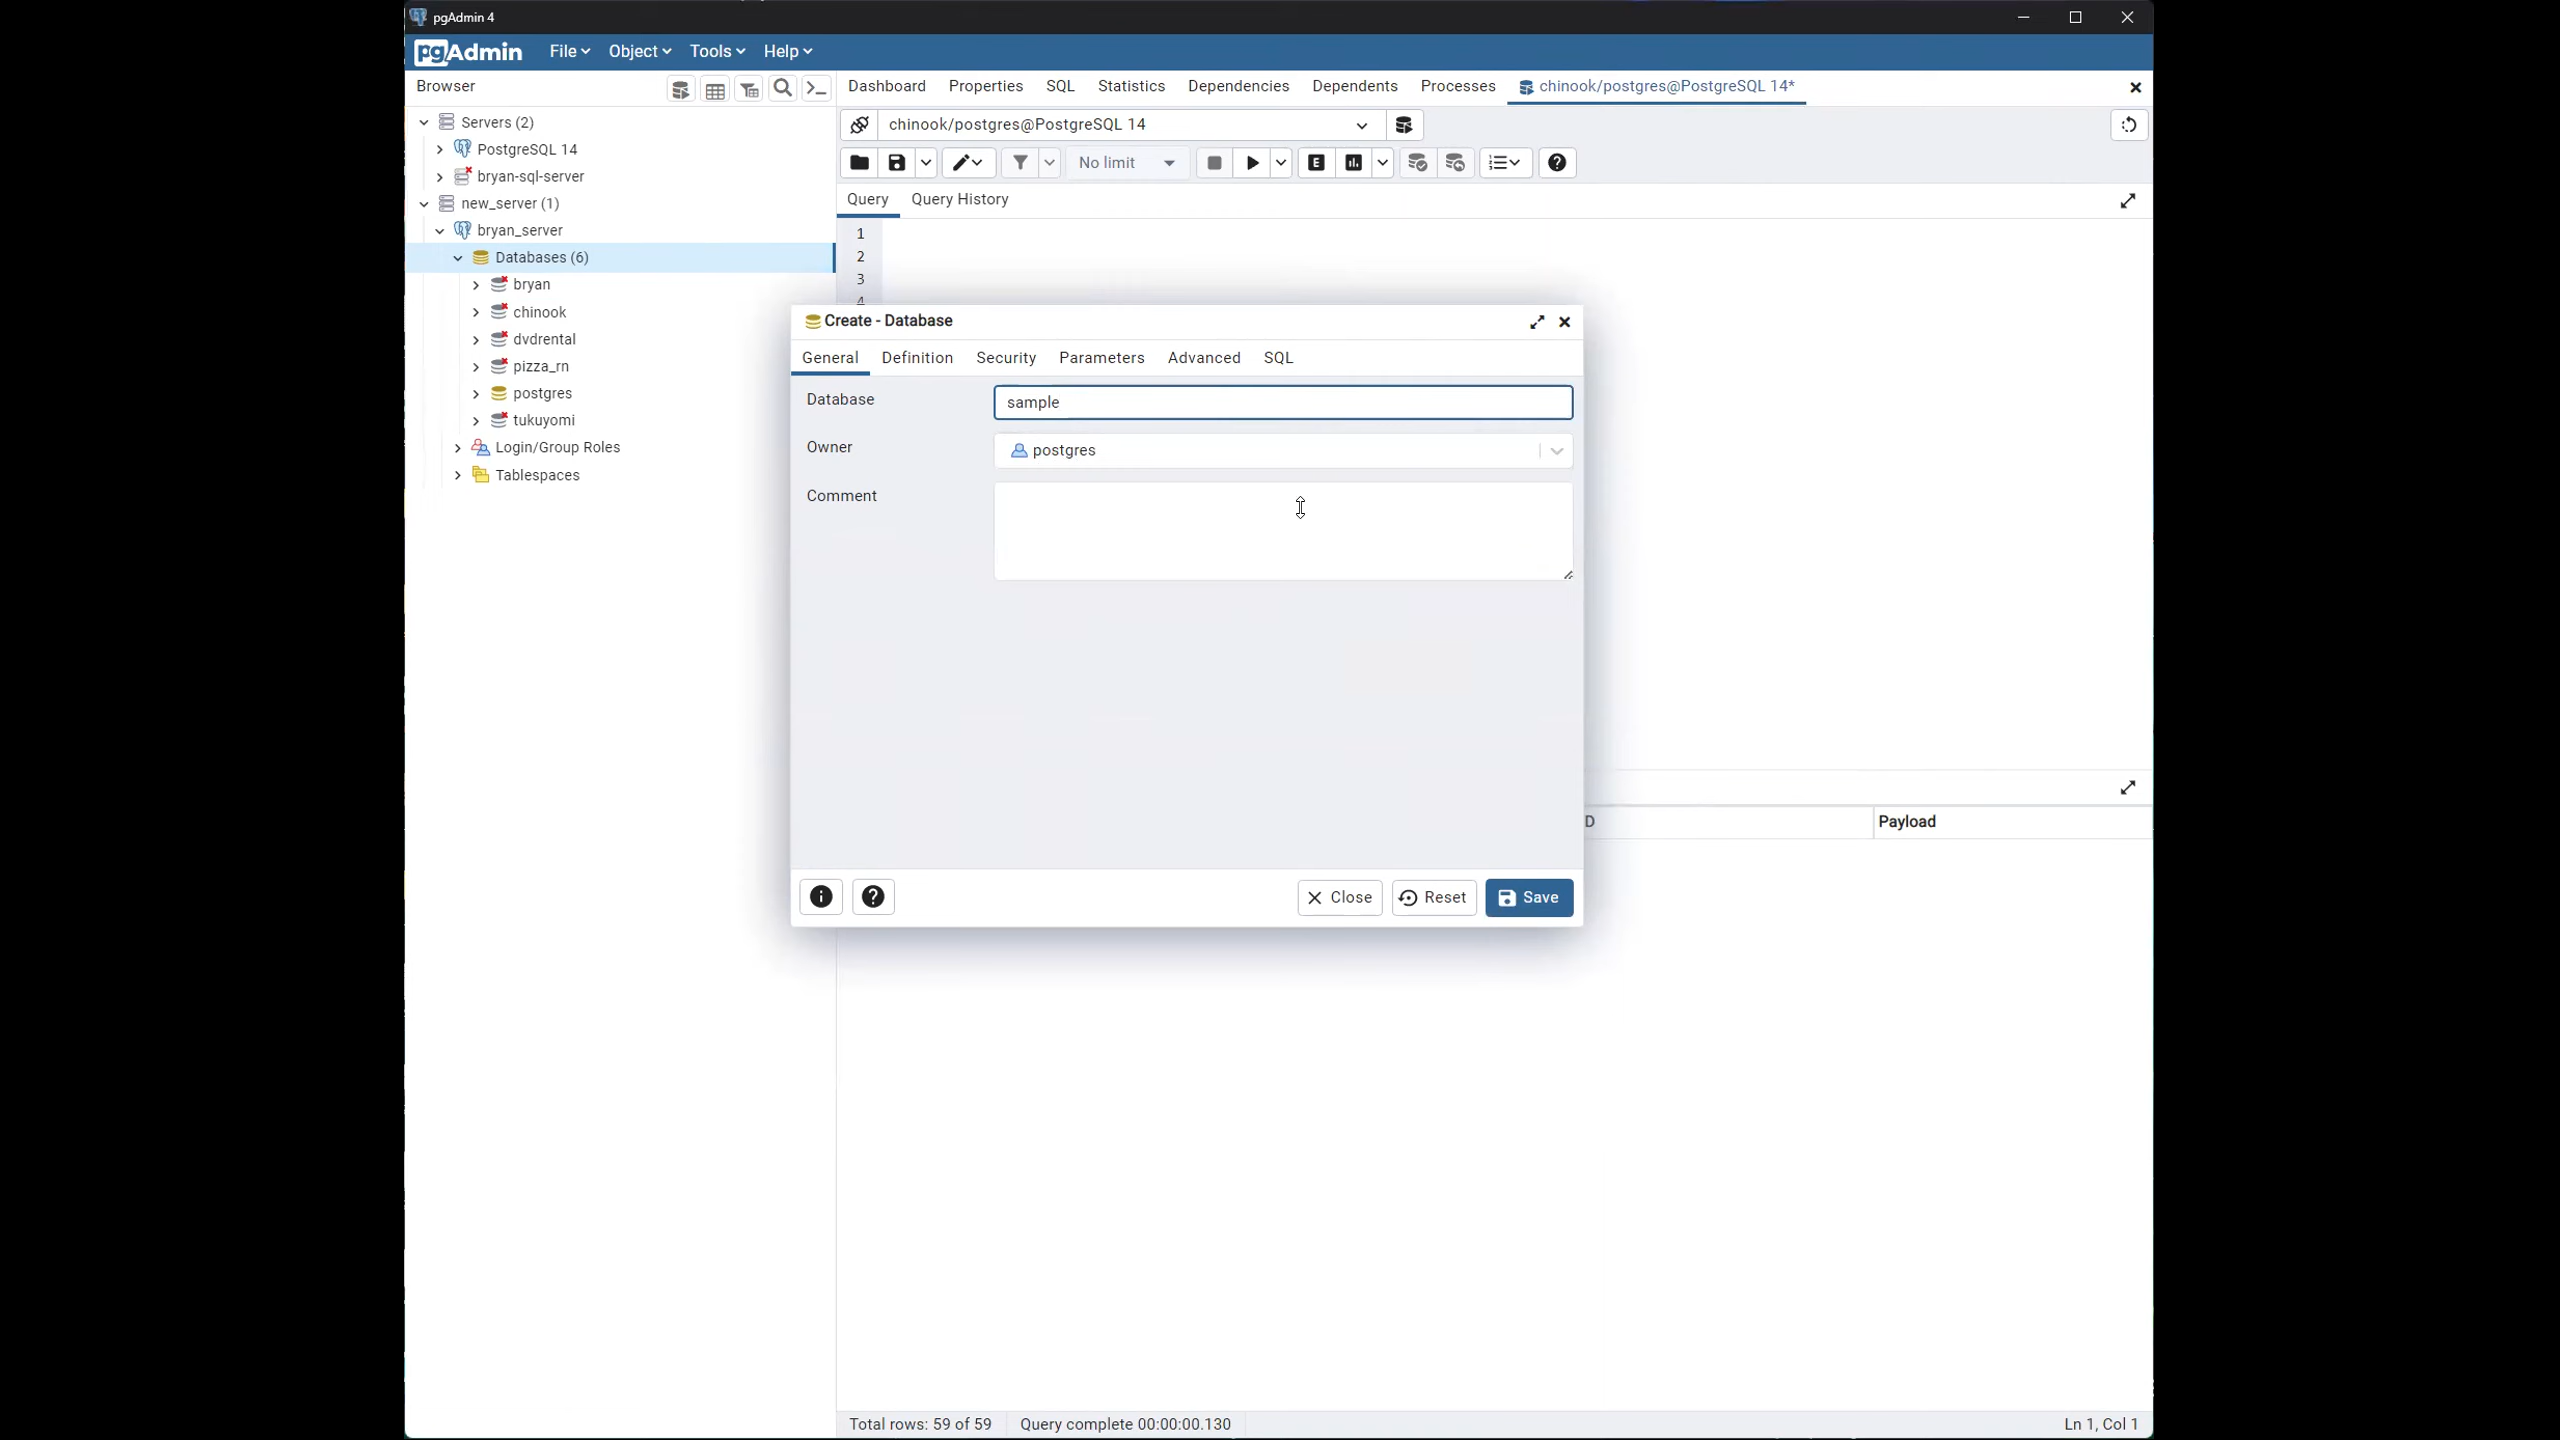 pgAdmin 4
pgAdmin File Object Tools Help
Browser
Dashboard Properties SQL Statistics Dependencies Dependents Processes chinook/postgres@PostgreSQL 14*
Servers (2)
PostgreSQL 14
bryan-sql-server
new_server (1)
bryan_server
Databases (6)
bryan
chinook
dvdrental
pizza_rn
postgres
tukuyomi
Login/Group Roles
Tablespaces
chinook/postgres@PostgreSQL 14
No limit E
Query Query History
1
2
3
4
Create - Database
General Definition Security Parameters Advanced SQL
Database sample
Owner postgres
Comment
Close Reset Save
D Payload
Total rows: 59 of 59 Query complete 00:00:00.130 Ln 1, Col 1